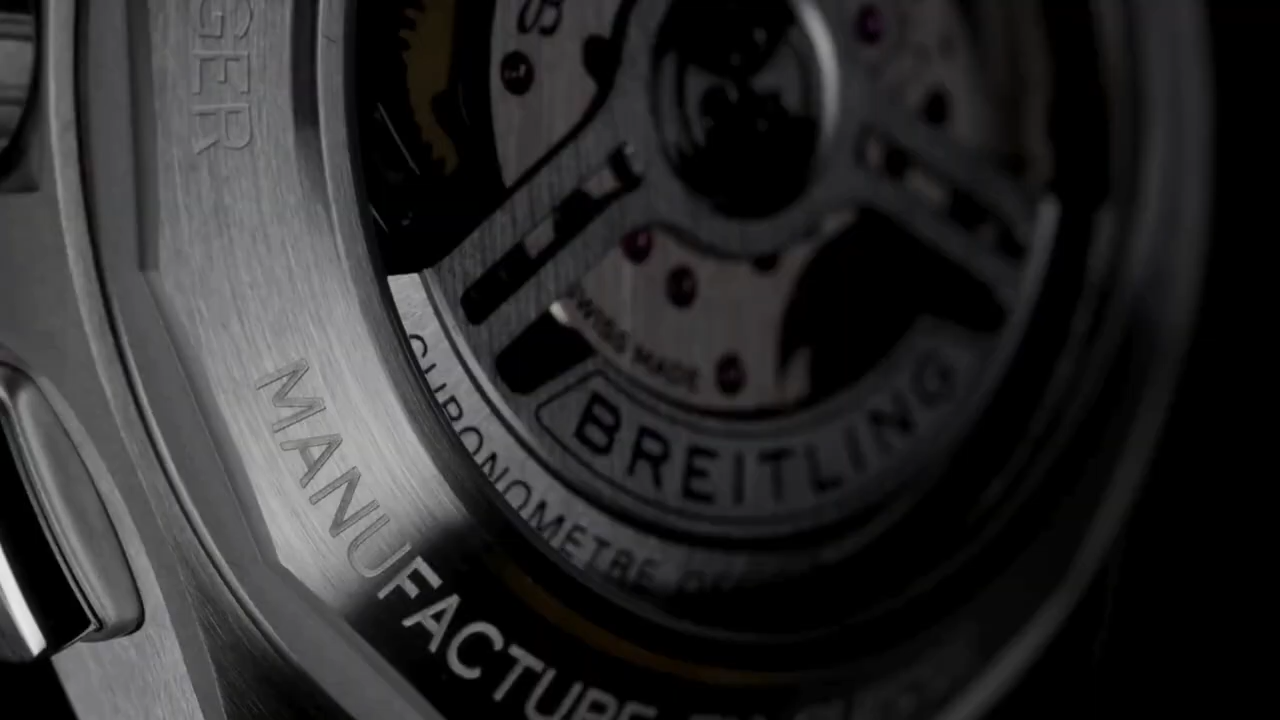 GER
SWISS MADE
BREITLING
CHRONOMETRE
MANUFACTURE